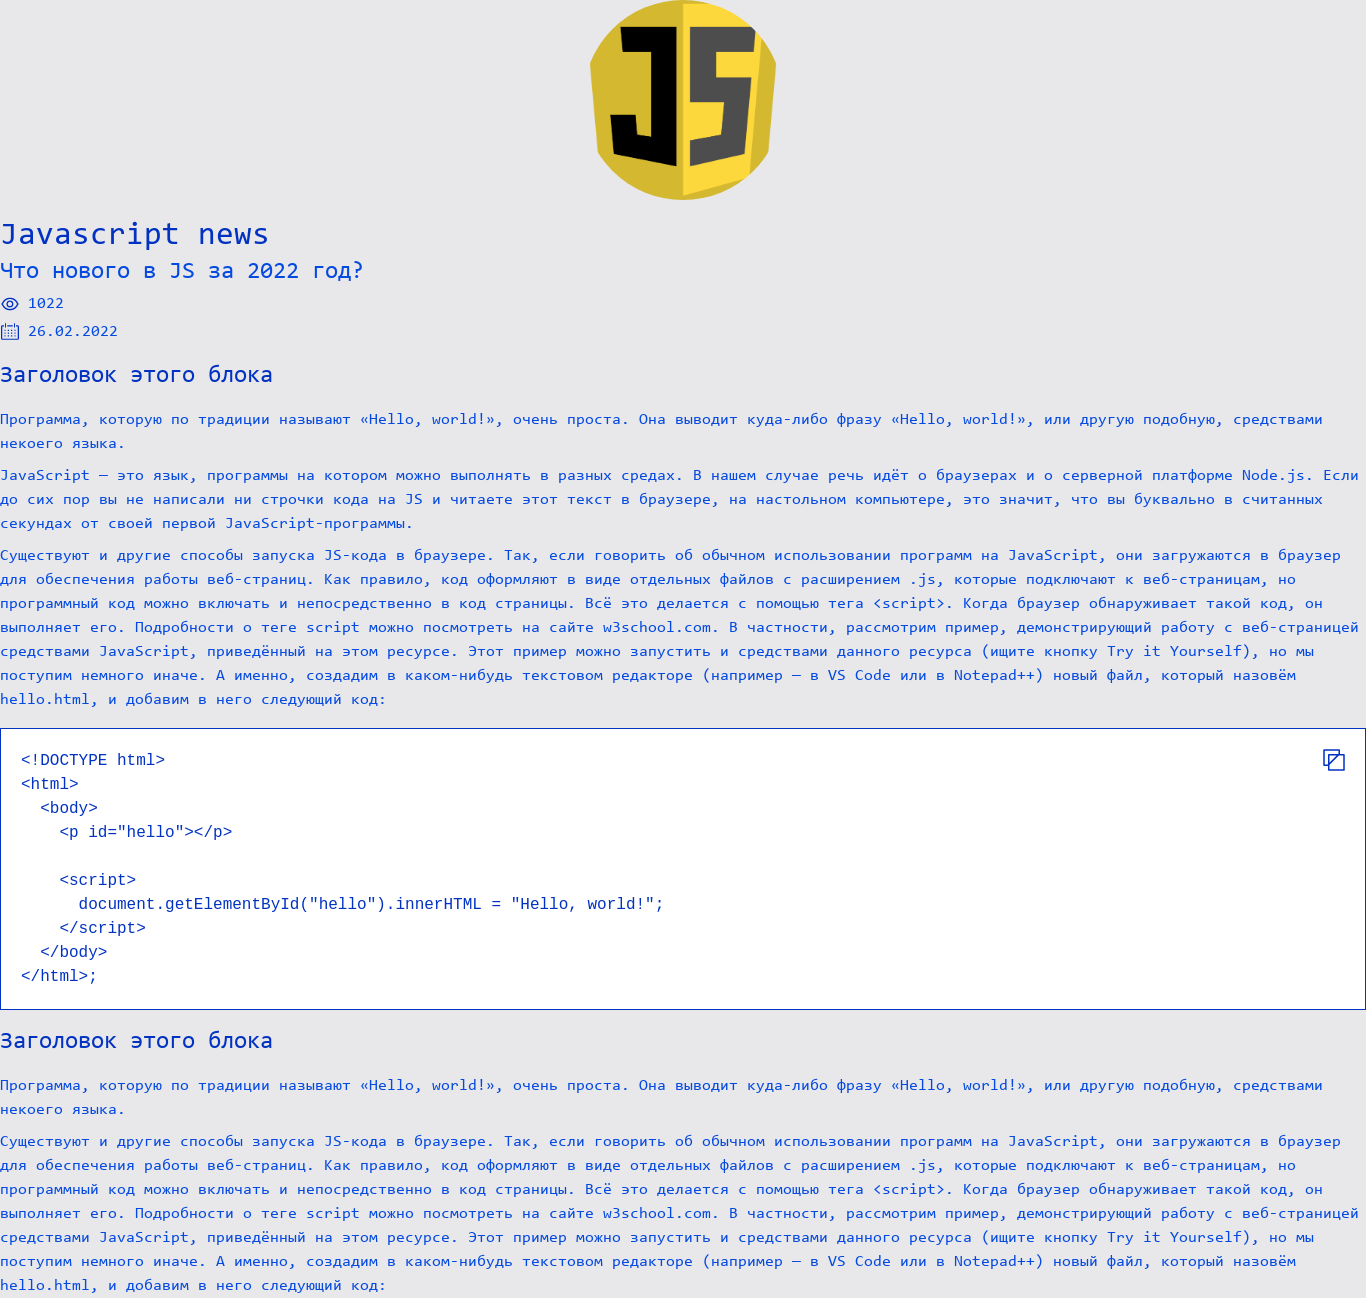 JS
Javascript news
Что нового в JS за 2022 год?
1022
26.02.2022
Заголовок этого блока
Программа, которую по традиции называют «Hello, world!», очень проста. Она выводит куда-либо фразу «Hello, world!», или другую подобную, средствами
некоего языка.
JavaScript — это язык, программы на котором можно выполнять в разных средах. В нашем случае речь идёт о браузерах и о серверной платформе Node.js. Если
до сих пор вы не написали ни строчки кода на JS и читаете этот текст в браузере, на настольном компьютере, это значит, что вы буквально в считанных
секундах от своей первой JavaScript-программы.
Существуют и другие способы запуска JS-кода в браузере. Так, если говорить об обычном использовании программ на JavaScript, они загружаются в браузер
для обеспечения работы веб-страниц. Как правило, код оформляют в виде отдельных файлов с расширением .js, которые подключают к веб-страницам, но
программный код можно включать и непосредственно в код страницы. Всё это делается с помощью тега <script>. Когда браузер обнаруживает такой код, он
выполняет его. Подробности о теге script можно посмотреть на сайте w3school.com. В частности, рассмотрим пример, демонстрирующий работу с веб-страницей
средствами JavaScript, приведённый на этом ресурсе. Этот пример можно запустить и средствами данного ресурса (ищите кнопку Try it Yourself), но мы
поступим немного иначе. А именно, создадим в каком-нибудь текстовом редакторе (например — в VS Code или в Notepad++) новый файл, который назовём
hello.html, и добавим в него следующий код:
<!DOCTYPE html>
<html>
  <body>
    <p id="hello"></p>
    <script>
      document.getElementById("hello").innerHTML = "Hello, world!";
    </script>
  </body>
</html>;
Заголовок этого блока
Программа, которую по традиции называют «Hello, world!», очень проста. Она выводит куда-либо фразу «Hello, world!», или другую подобную, средствами
некоего языка.
Существуют и другие способы запуска JS-кода в браузере. Так, если говорить об обычном использовании программ на JavaScript, они загружаются в браузер
для обеспечения работы веб-страниц. Как правило, код оформляют в виде отдельных файлов с расширением .js, которые подключают к веб-страницам, но
программный код можно включать и непосредственно в код страницы. Всё это делается с помощью тега <script>. Когда браузер обнаруживает такой код, он
выполняет его. Подробности о теге script можно посмотреть на сайте w3school.com. В частности, рассмотрим пример, демонстрирующий работу с веб-страницей
средствами JavaScript, приведённый на этом ресурсе. Этот пример можно запустить и средствами данного ресурса (ищите кнопку Try it Yourself), но мы
поступим немного иначе. А именно, создадим в каком-нибудь текстовом редакторе (например — в VS Code или в Notepad++) новый файл, который назовём
hello.html, и добавим в него следующий код: